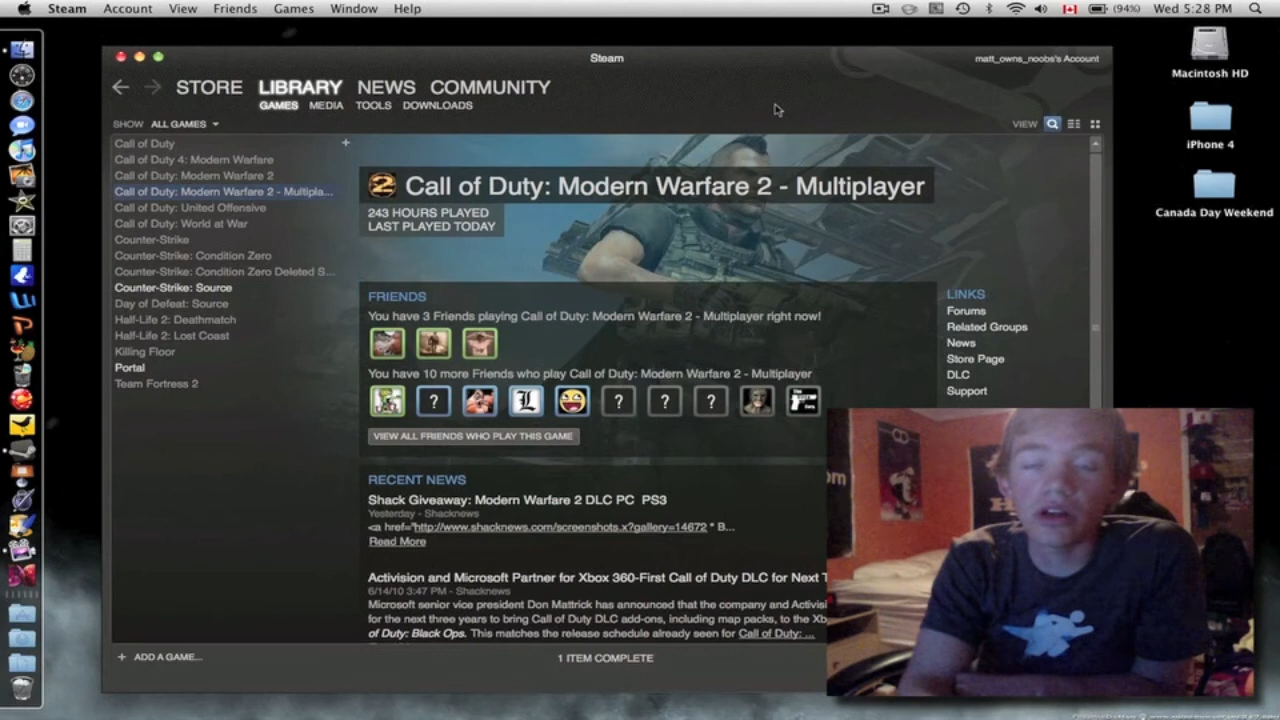 Steam Account View Friends Games Window Help
(94%) Wed 5:28 PM
Steam
matt_owns_noobs's Account
STORE LIBRARY NEWS COMMUNITY
GAMES MEDIA TOOLS DOWNLOADS
SHOW ALL GAMES
VIEW
Call of Duty
Call of Duty 4: Modern Warfare
Call of Duty: Modern Warfare 2
Call of Duty: Modern Warfare 2 - Multipla...
Call of Duty: United Offensive
Call of Duty: World at War
Counter-Strike
Counter-Strike: Condition Zero
Counter-Strike: Condition Zero Deleted S...
Counter-Strike: Source
Day of Defeat: Source
Half-Life 2: Deathmatch
Half-Life 2: Lost Coast
Killing Floor
Portal
Team Fortress 2
+ ADD A GAME...
2 Call of Duty: Modern Warfare 2 - Multiplayer
243 HOURS PLAYED
LAST PLAYED TODAY
FRIENDS
You have 3 Friends playing Call of Duty: Modern Warfare 2 - Multiplayer right now!
You have 10 more Friends who play Call of Duty: Modern Warfare 2 - Multiplayer
? L ? ? ?
VIEW ALL FRIENDS WHO PLAY THIS GAME
RECENT NEWS
Shack Giveaway: Modern Warfare 2 DLC PC PS3
Yesterday - Shacknews
<a href="http://www.shacknews.com/screenshots.x?gallery=14672 " B...
Read More
Activision and Microsoft Partner for Xbox 360-First Call of Duty DLC for Next T
6/14/10 3:47 PM - Shacknews
Microsoft senior vice president Don Mattrick has announced that the company and Activisi
for the next three years to bring Call of Duty DLC add-ons, including map packs, to the Xb
of Duty: Black Ops. This matches the release schedule already seen for Call of Duty: ...
1 ITEM COMPLETE
LINKS
Forums
Related Groups
News
Store Page
DLC
Support
Macintosh HD
iPhone 4
Canada Day Weekend
om